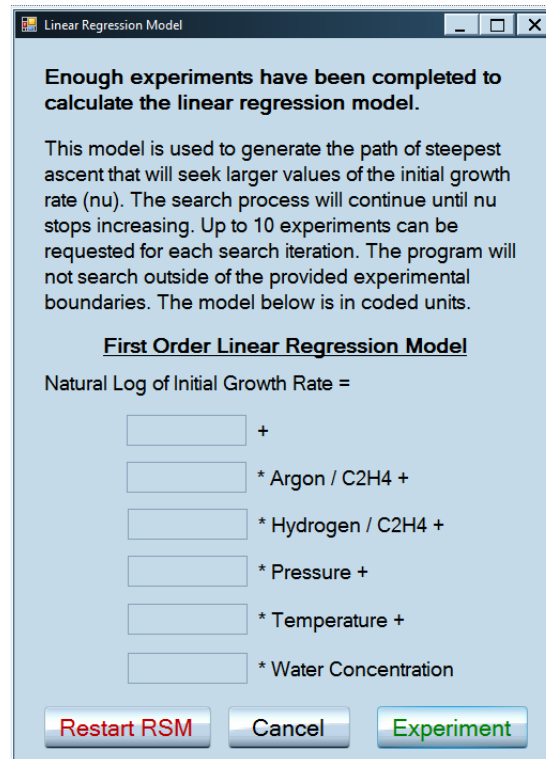 Linear Regression Model
Enough experiments have been completed to
calculate the linear regression model.
This model is used to generate the path of steepest
ascent that will seek larger values of the initial growth
rate (nu). The search process will continue until nu
stops increasing. Up to 10 experiments can be
requested for each search iteration. The program will
not search outside of the provided experimental
boundaries. The model below is in coded units.
First Order Linear Regression Model
Natural Log of Initial Growth Rate =
+
* Argon / C2H4 +
* Hydrogen / C2H4 +
* Pressure +
* Temperature +
* Water Concentration
Restart RSM Cancel Experiment